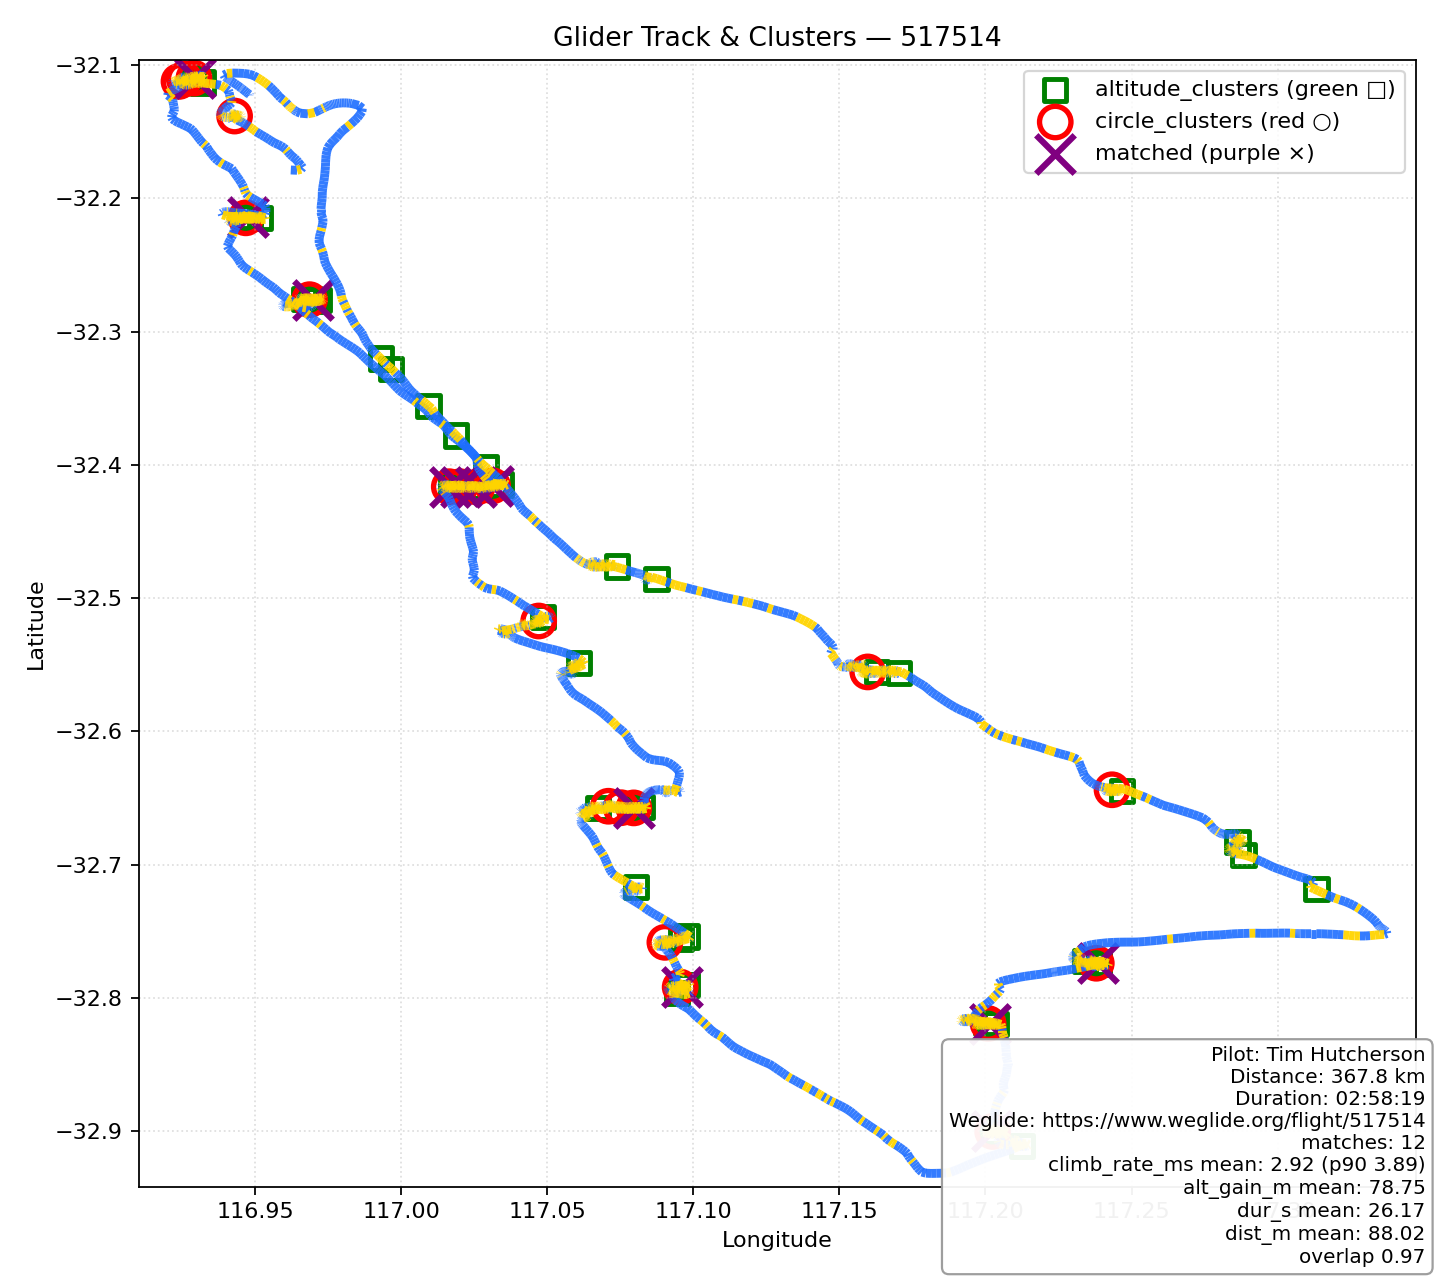 Glider Track & Clusters — 517514
altitude_clusters (green □)
circle_clusters (red ○)
matched (purple ×)
−32.1
−32.2
−32.3
−32.4
−32.5
−32.6
−32.7
−32.8
−32.9
Latitude
116.95
117.00
117.05
117.10
117.15
117.20
117.25
Longitude
Pilot: Tim Hutcherson
Distance: 367.8 km
Duration: 02:58:19
Weglide: https://www.weglide.org/flight/517514
matches: 12
climb_rate_ms mean: 2.92 (p90 3.89)
alt_gain_m mean: 78.75
dur_s mean: 26.17
dist_m mean: 88.02
overlap 0.97